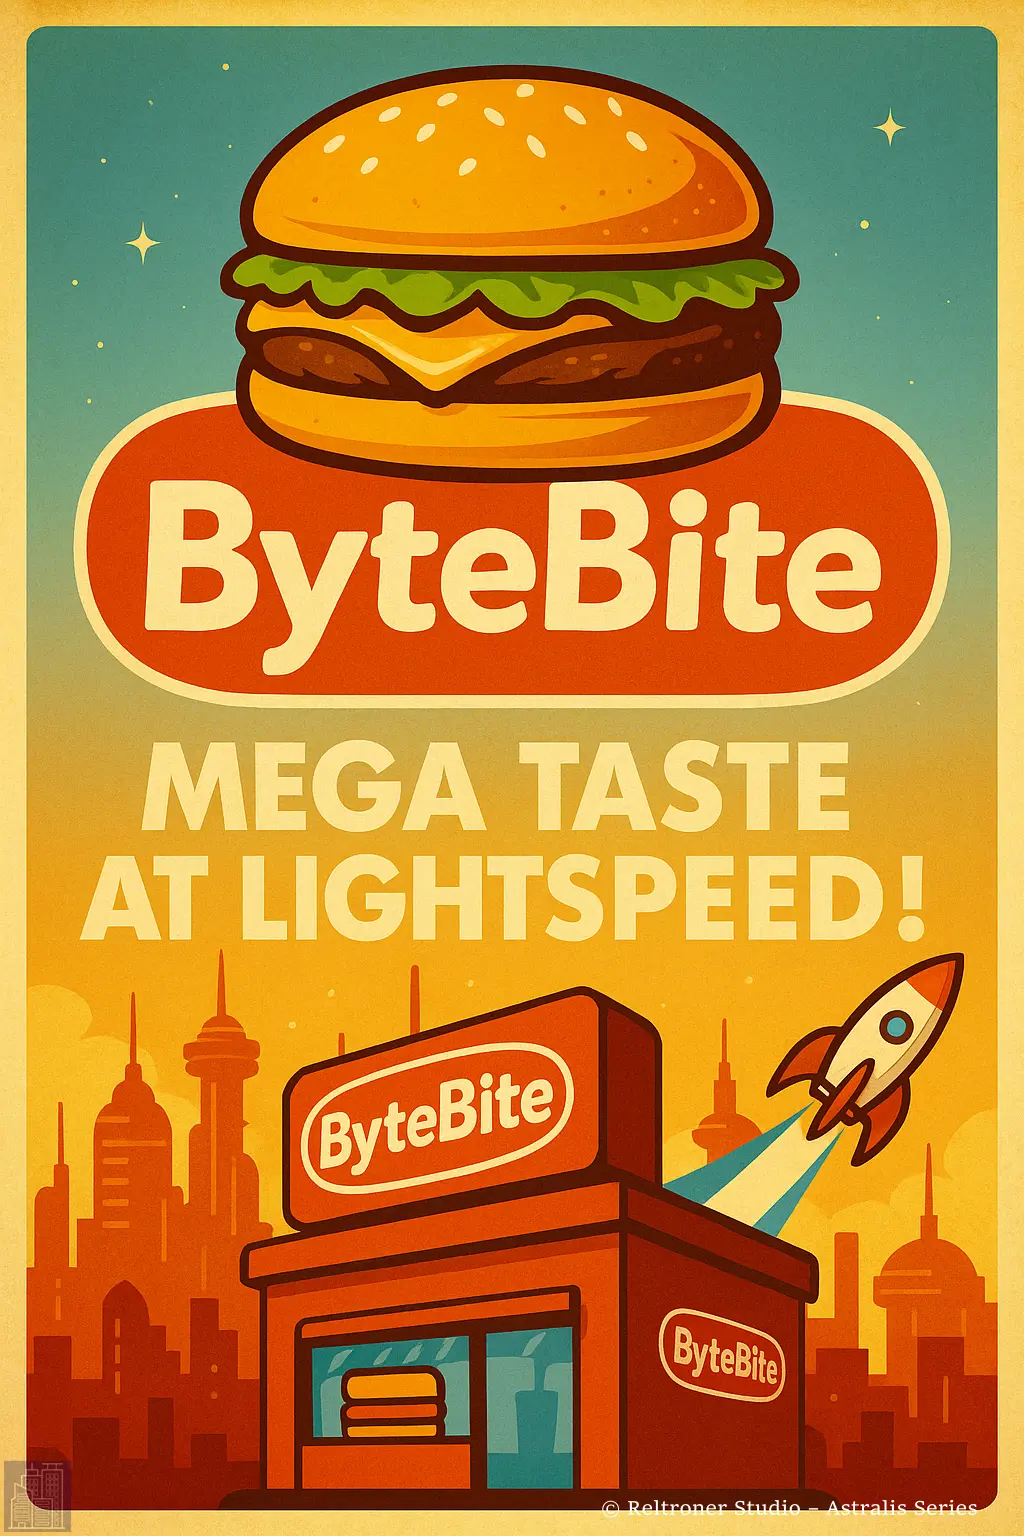 ByteBite
MEGA TASTE
AT LIGHTSPEED!
ByteBite
ByteBite
© Reltroner Studio – Astralis Series